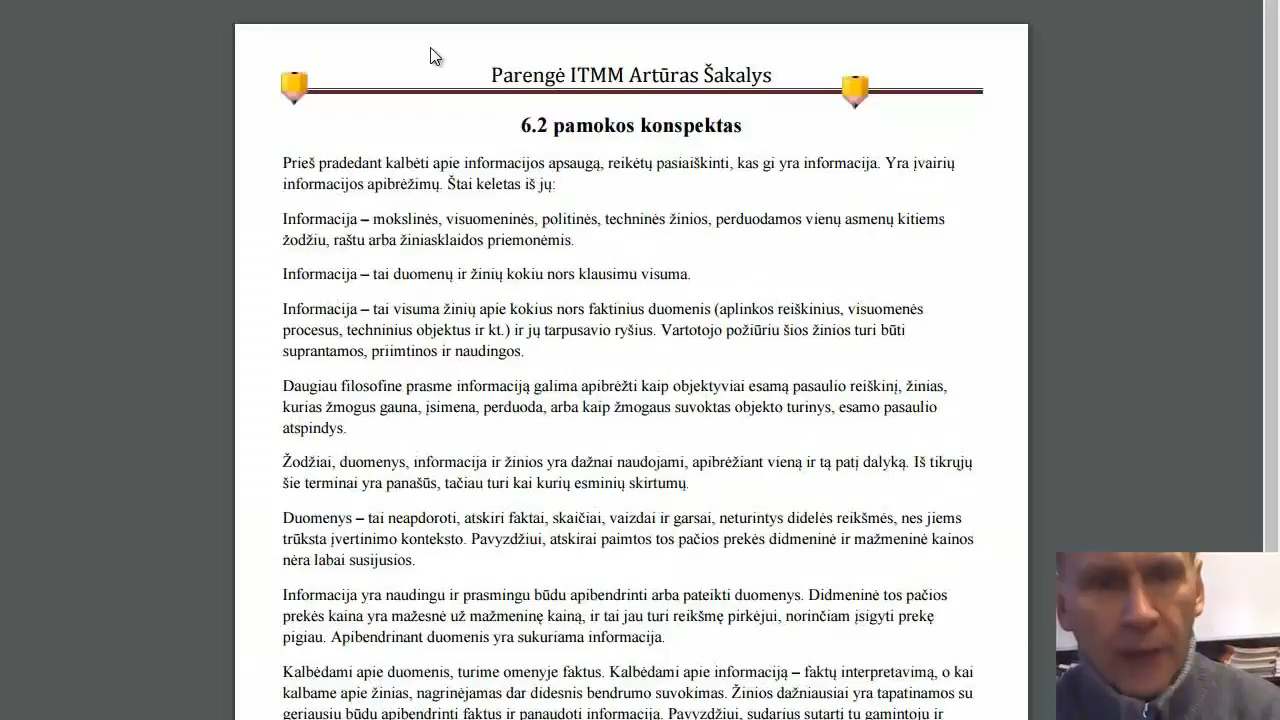 Parengė ITMM Artūras Šakalys
6.2 pamokos konspektas
Prieš pradedant kalbėti apie informacijos apsaugą, reikėtų pasiaiškinti, kas gi yra informacija. Yra įvairių
informacijos apibrėžimų. Štai keletas iš jų:
Informacija – mokslinės, visuomeninės, politinės, techninės žinios, perduodamos vienų asmenų kitiems
žodžiu, raštu arba žiniasklaidos priemonėmis.
Informacija – tai duomenų ir žinių kokiu nors klausimu visuma.
Informacija – tai visuma žinių apie kokius nors faktinius duomenis (aplinkos reiškinius, visuomenės
procesus, techninius objektus ir kt.) ir jų tarpusavio ryšius. Vartotojo požiūriu šios žinios turi būti
suprantamos, priimtinos ir naudingos.
Daugiau filosofine prasme informaciją galima apibrėžti kaip objektyviai esamą pasaulio reiškinį, žinias,
kurias žmogus gauna, įsimena, perduoda, arba kaip žmogaus suvoktas objekto turinys, esamo pasaulio
atspindys.
Žodžiai, duomenys, informacija ir žinios yra dažnai naudojami, apibrėžiant vieną ir tą patį dalyką. Iš tikrųjų
šie terminai yra panašūs, tačiau turi kai kurių esminių skirtumų.
Duomenys – tai neapdoroti, atskiri faktai, skaičiai, vaizdai ir garsai, neturintys didelės reikšmės, nes jiems
trūksta įvertinimo konteksto. Pavyzdžiui, atskirai paimtos tos pačios prekės didmeninė ir mažmeninė kainos
nėra labai susijusios.
Informacija yra naudingu ir prasmingu būdu apibendrinti arba pateikti duomenys. Didmeninė tos pačios
prekės kaina yra mažesnė už mažmeninę kainą, ir tai jau turi reikšmę pirkėjui, norinčiam įsigyti prekę
pigiau. Apibendrinant duomenis yra sukuriama informacija.
Kalbėdami apie duomenis, turime omenyje faktus. Kalbėdami apie informaciją – faktų interpretavimą, o kai
kalbame apie žinias, nagrinėjamas dar didesnis bendrumo suvokimas. Žinios dažniausiai yra tapatinamos su
geriausiu būdu apibendrinti faktus ir panaudoti informaciją. Pavyzdžiui, sudarius sutartį tų gamintojų ir